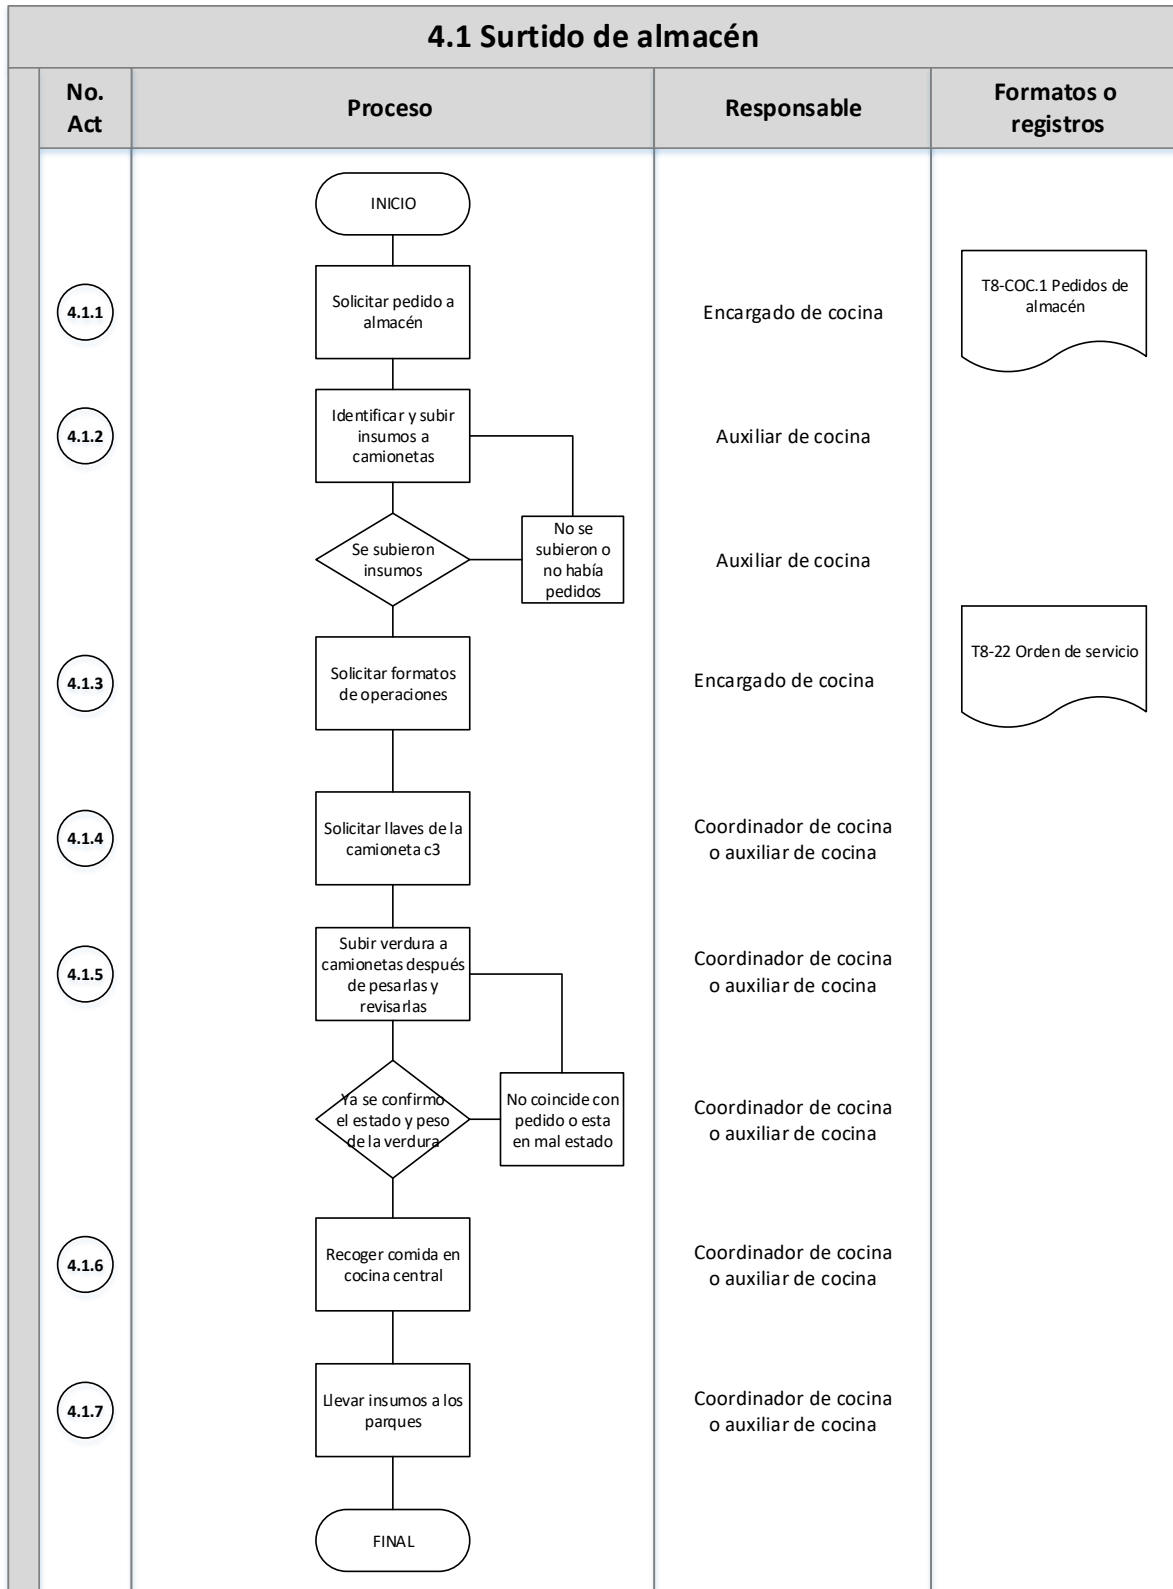 4.1 Surtido de almacén
No.
Act
Proceso
Responsable
Formatos o
registros
INICIO
4.1.1
Solicitar pedido a
almacén
Encargado de cocina
T8-COC.1 Pedidos de
almacén
4.1.2
Identificar y subir
insumos a
camionetas
Auxiliar de cocina
Se subieron
insumos
No se
subieron o
no había
pedidos
Auxiliar de cocina
4.1.3
Solicitar formatos
de operaciones
Encargado de cocina
T8-22 Orden de servicio
4.1.4
Solicitar llaves de la
camioneta c3
Coordinador de cocina
o auxiliar de cocina
4.1.5
Subir verdura a
camionetas después
de pesarlas y
revisarlas
Coordinador de cocina
o auxiliar de cocina
Ya se confirmo
el estado y peso
de la verdura
No coincide con
pedido o esta
en mal estado
Coordinador de cocina
o auxiliar de cocina
4.1.6
Recoger comida en
cocina central
Coordinador de cocina
o auxiliar de cocina
4.1.7
Llevar insumos a los
parques
Coordinador de cocina
o auxiliar de cocina
FINAL